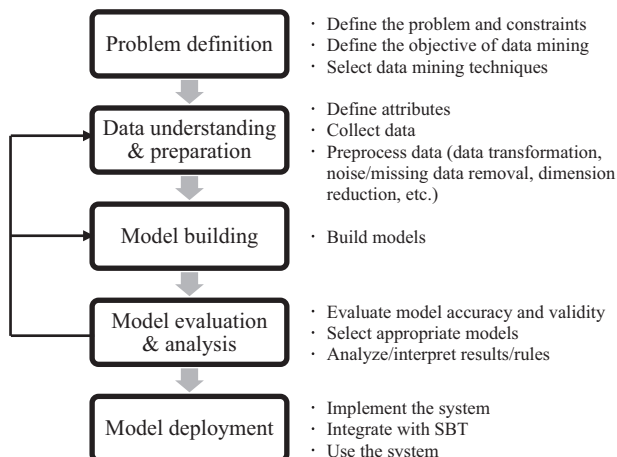 Problem definition
· Define the problem and constraints
· Define the objective of data mining
· Select data mining techniques
Data understanding
& preparation
· Define attributes
· Collect data
· Preprocess data (data transformation,
noise/missing data removal, dimension
reduction, etc.)
Model building
· Build models
Model evaluation
& analysis
· Evaluate model accuracy and validity
· Select appropriate models
· Analyze/interpret results/rules
Model deployment
· Implement the system
· Integrate with SBT
· Use the system